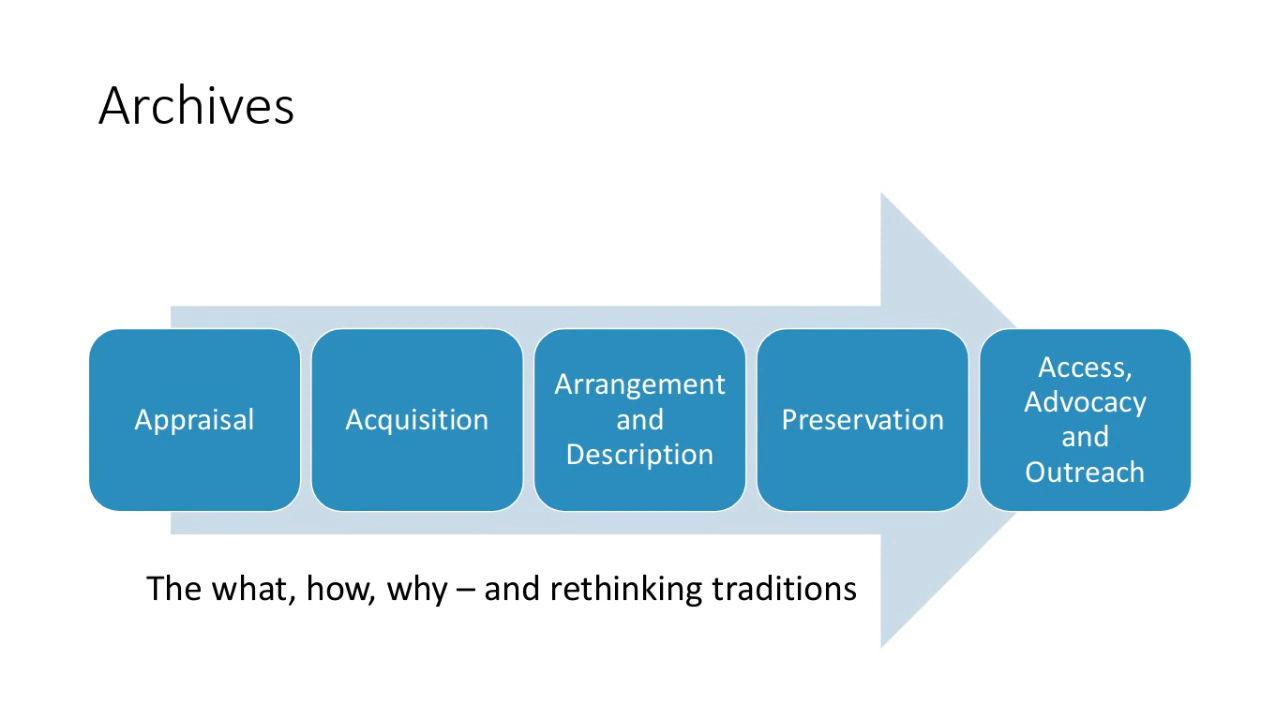 Archives
Appraisal
Acquisition
Arrangement
and
Description
Preservation
Access,
Advocacy
and
Outreach
The what, how, why – and rethinking traditions